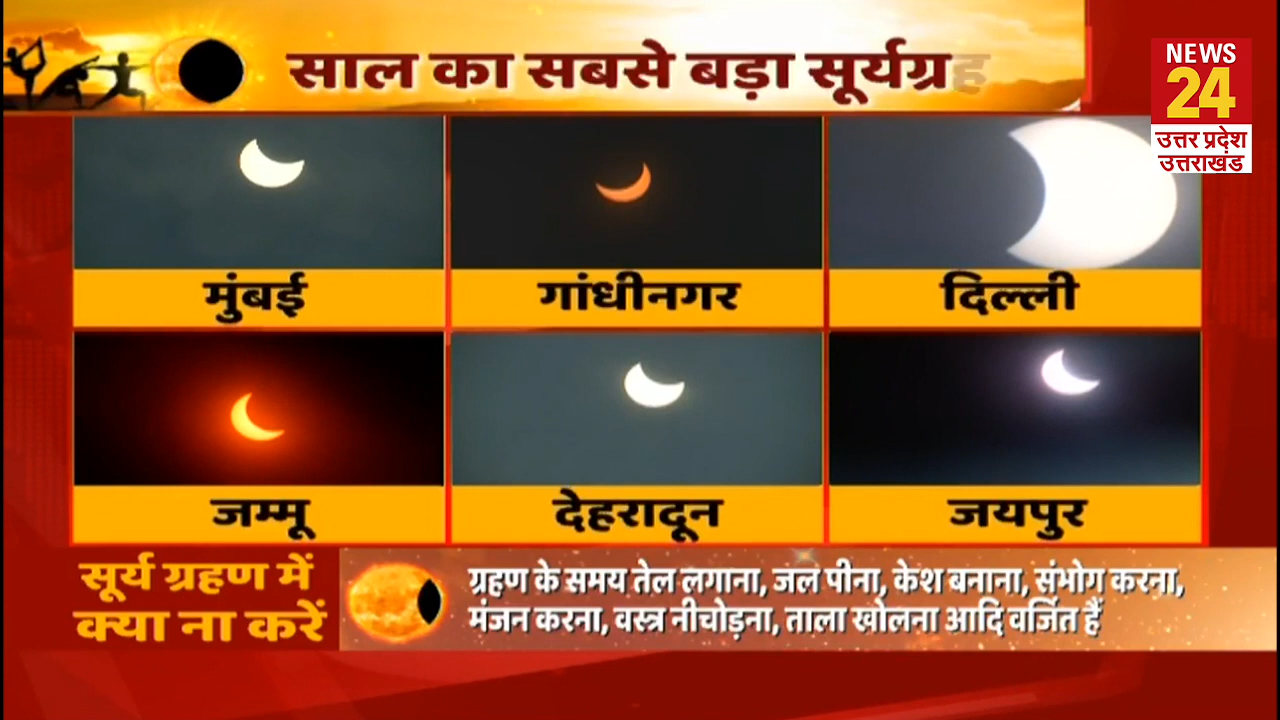 साल का सबसे बड़ा सूर्यग्रह
NEWS
24
उत्तर प्रदेश
उत्तराखंड
मुंबई
गांधीनगर
दिल्ली
जम्मू
देहरादून
जयपुर
सूर्य ग्रहण में
क्या ना करें
ग्रहण के समय तेल लगाना, जल पीना, केश बनाना, संभोग करना,
मंजन करना, वस्त्र नीचोड़ना, ताला खोलना आदि वर्जित हैं